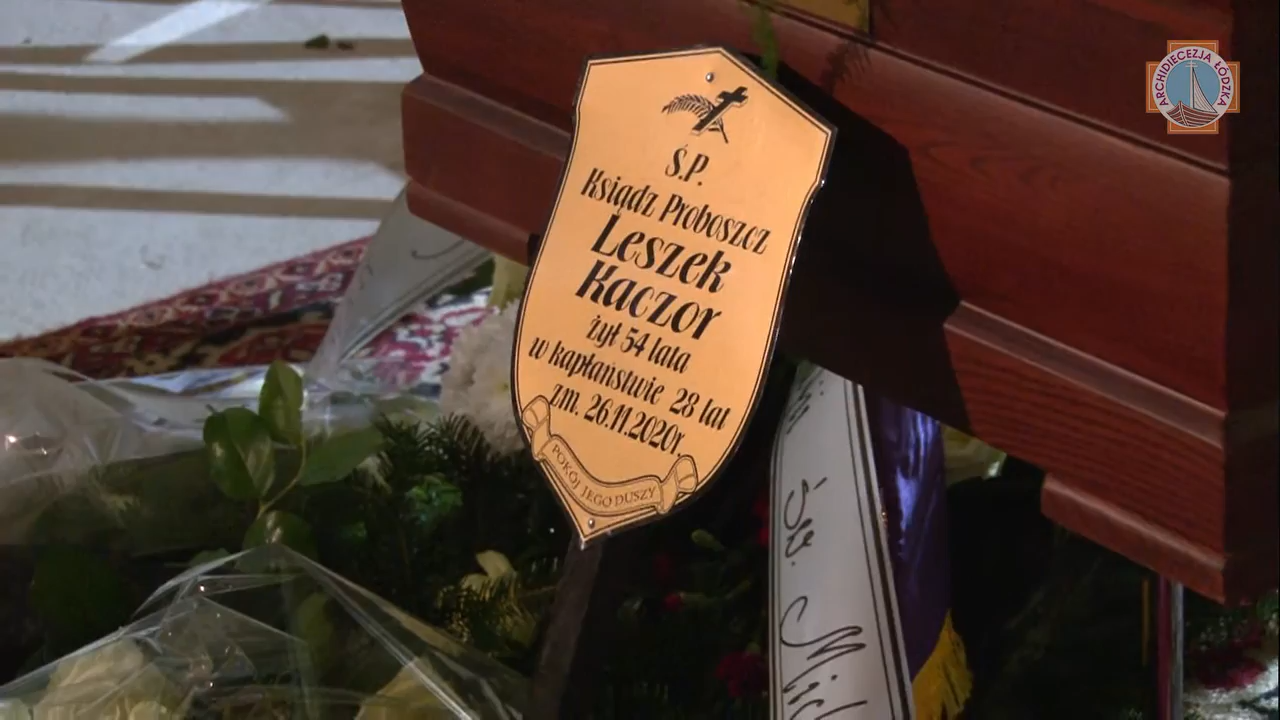 ARCHIDIECEZJA ŁÓDZKA
Ś.P.
Ksiądz Proboszcz
Leszek
Kaczor
żył 54 lata
w kapłaństwie 28 lat
zm. 26.11.2020r.
POKÓJ JEGO DUSZY
Św.